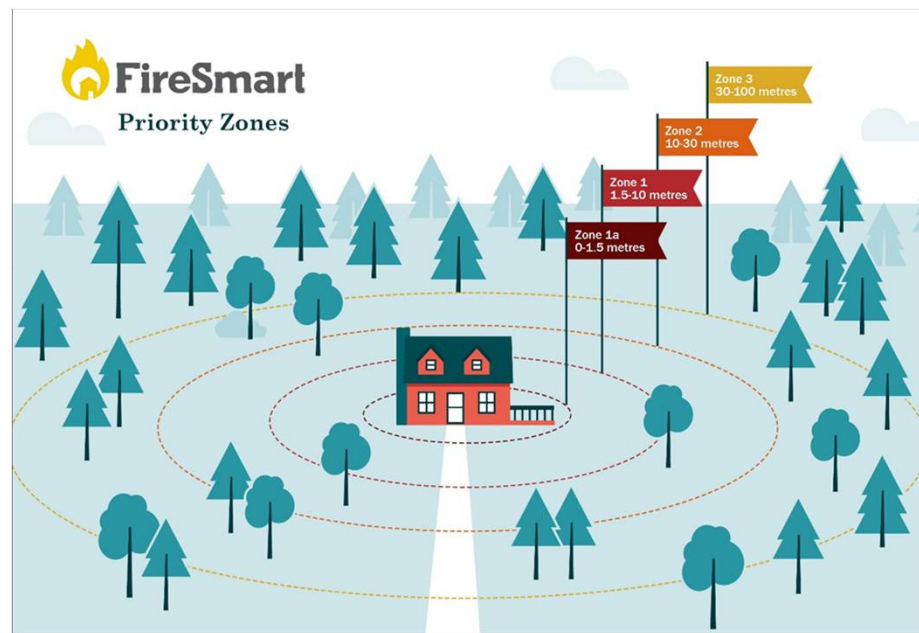 FireSmart
Priority Zones
Zone 3
30-100 metres
Zone 2
10-30 metres
Zone 1
1.5-10 metres
Zone 1a
0-1.5 metres